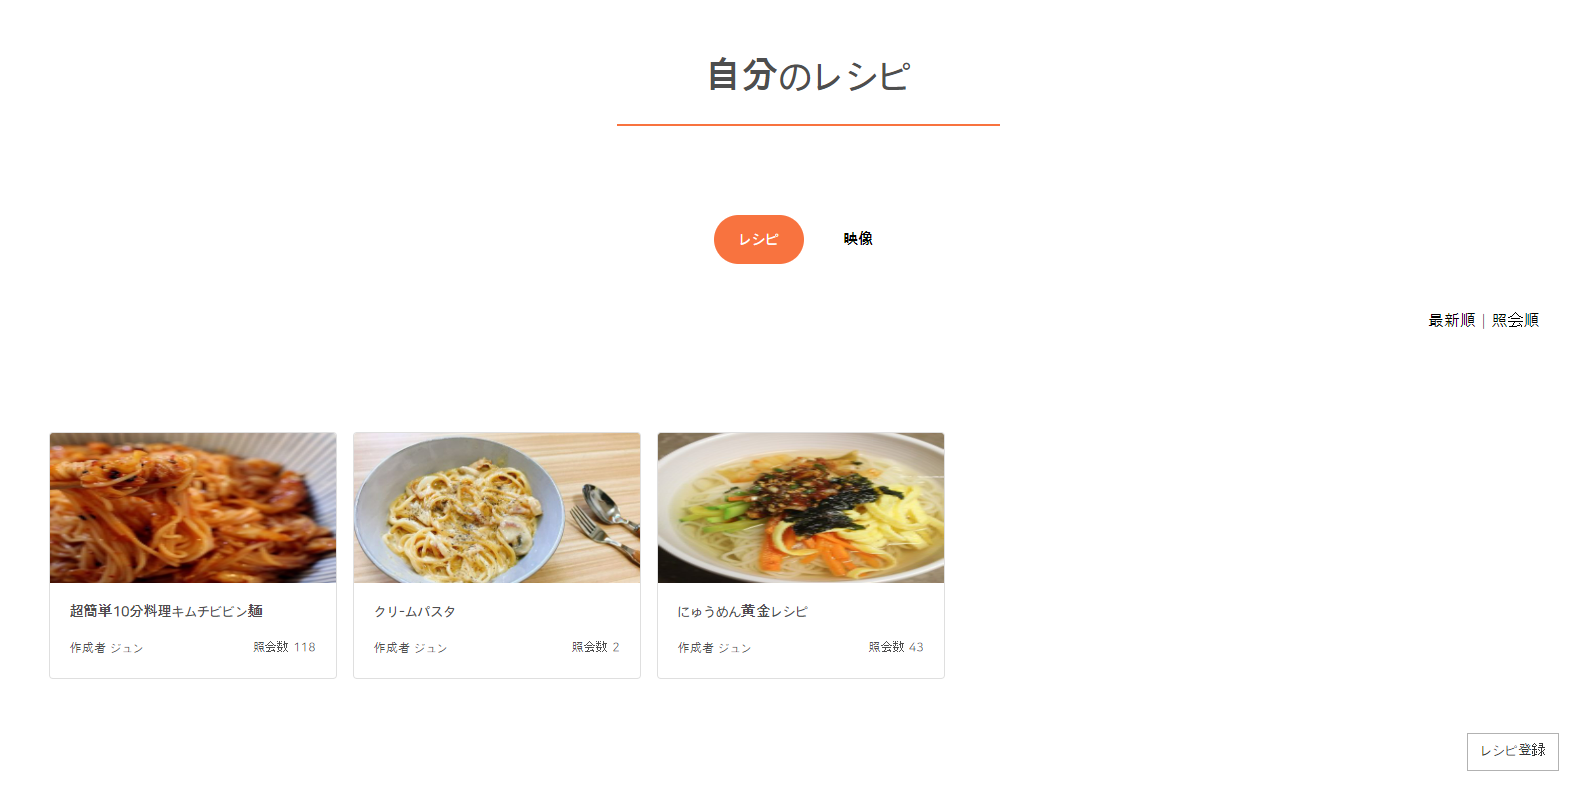 自分のレシピ
レシピ 映像
最新順 | 照会順
超簡単10分料理キムチビビン麺
作成者 ジュン 照会数 118
クリ-ムパスタ
作成者 ジュン 照会数 2
にゅうめん黄金レシピ
作成者 ジュン 照会数 43
レシピ登録